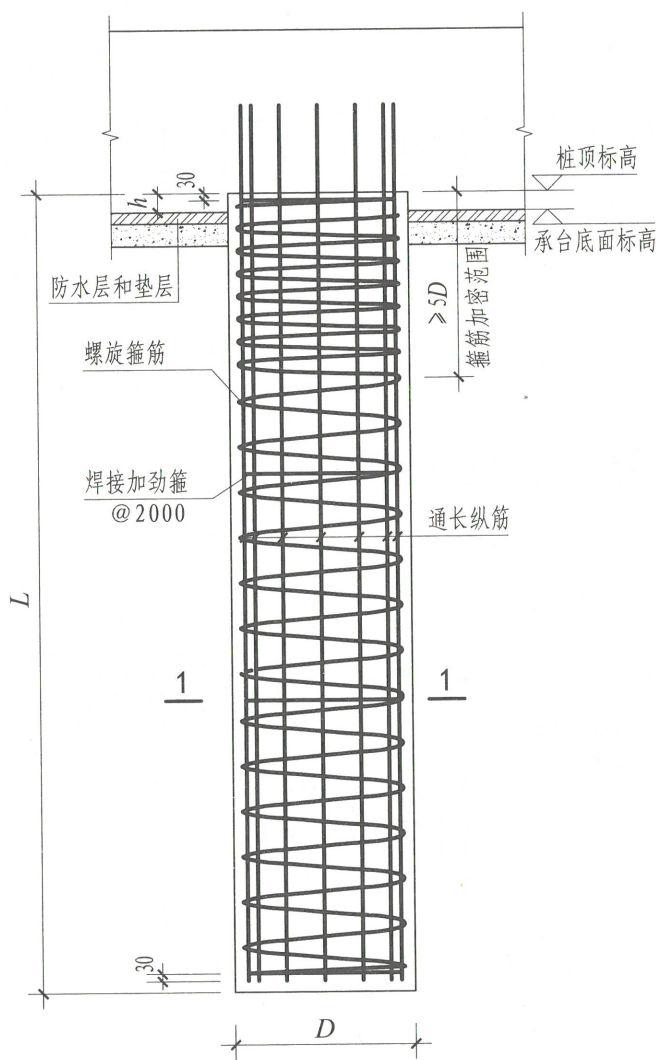 桩顶标高
30
h
承台底面标高
防水层和垫层
≥5D
箍筋加密范围
螺旋箍筋
焊接加劲箍
@2000
通长纵筋
L
1
1
30
D